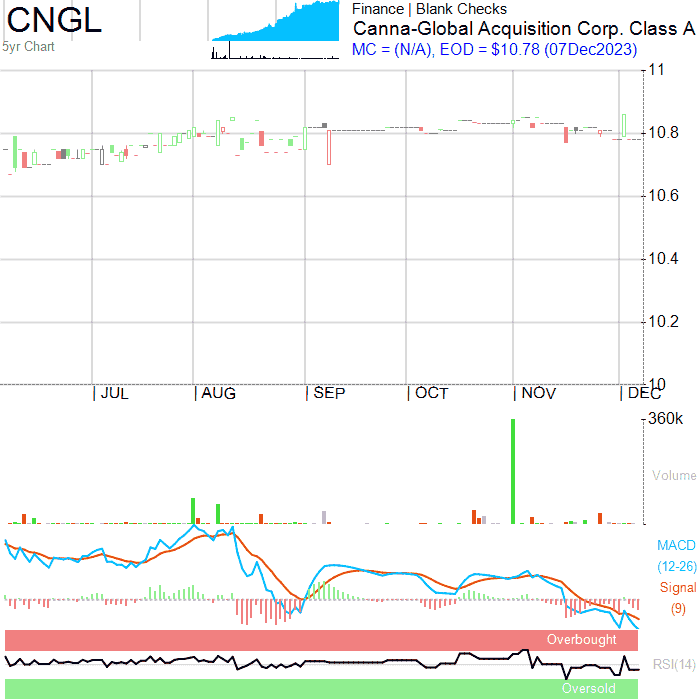 CNGL
5yr Chart
Finance | Blank Checks
Canna-Global Acquisition Corp. Class A
MC = (N/A), EOD = $10.78 (07Dec2023)
11
10.8
10.6
10.4
10.2
10
JUL AUG SEP OCT NOV DEC
360k
Volume
MACD
(12-26)
Signal
(9)
Overbought
RSI(14)
Oversold